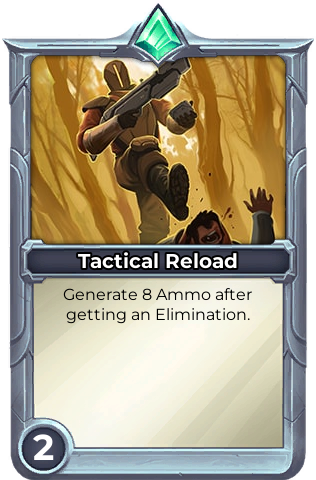 Tactical Reload
Generate 8 Ammo after
getting an Elimination.
2